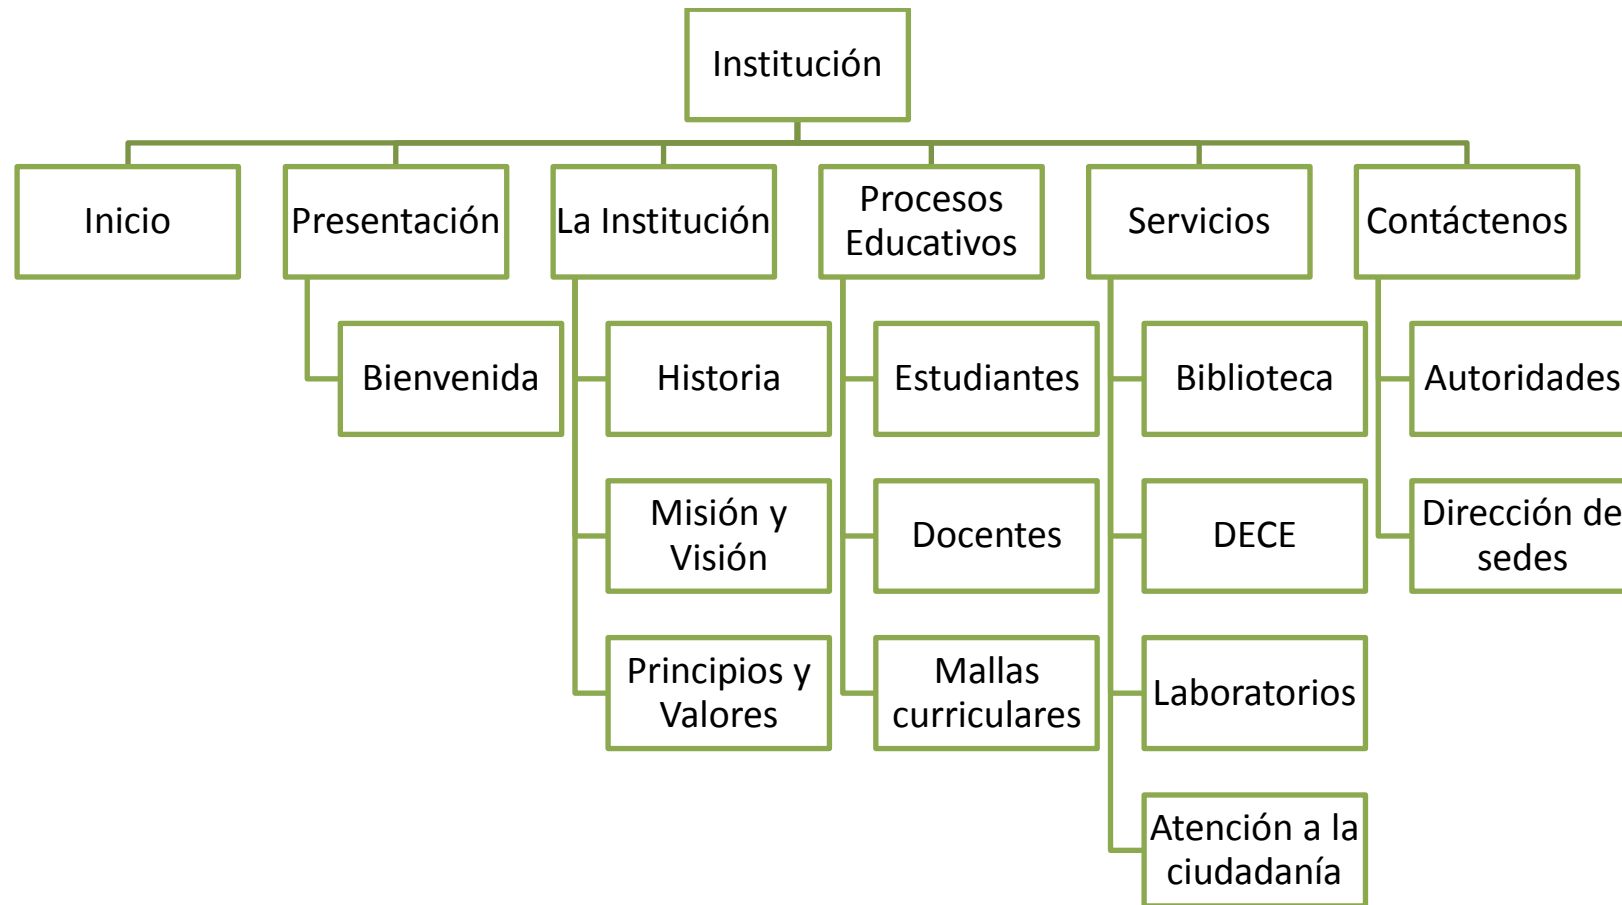 Institución
Inicio
Presentación
La Institución
Procesos
Educativos
Servicios
Contáctenos
Bienvenida
Historia
Estudiantes
Biblioteca
Autoridades
Misión y
Visión
Docentes
DECE
Dirección de
sedes
Principios y
Valores
Mallas
curriculares
Laboratorios
Atención a la
ciudadanía